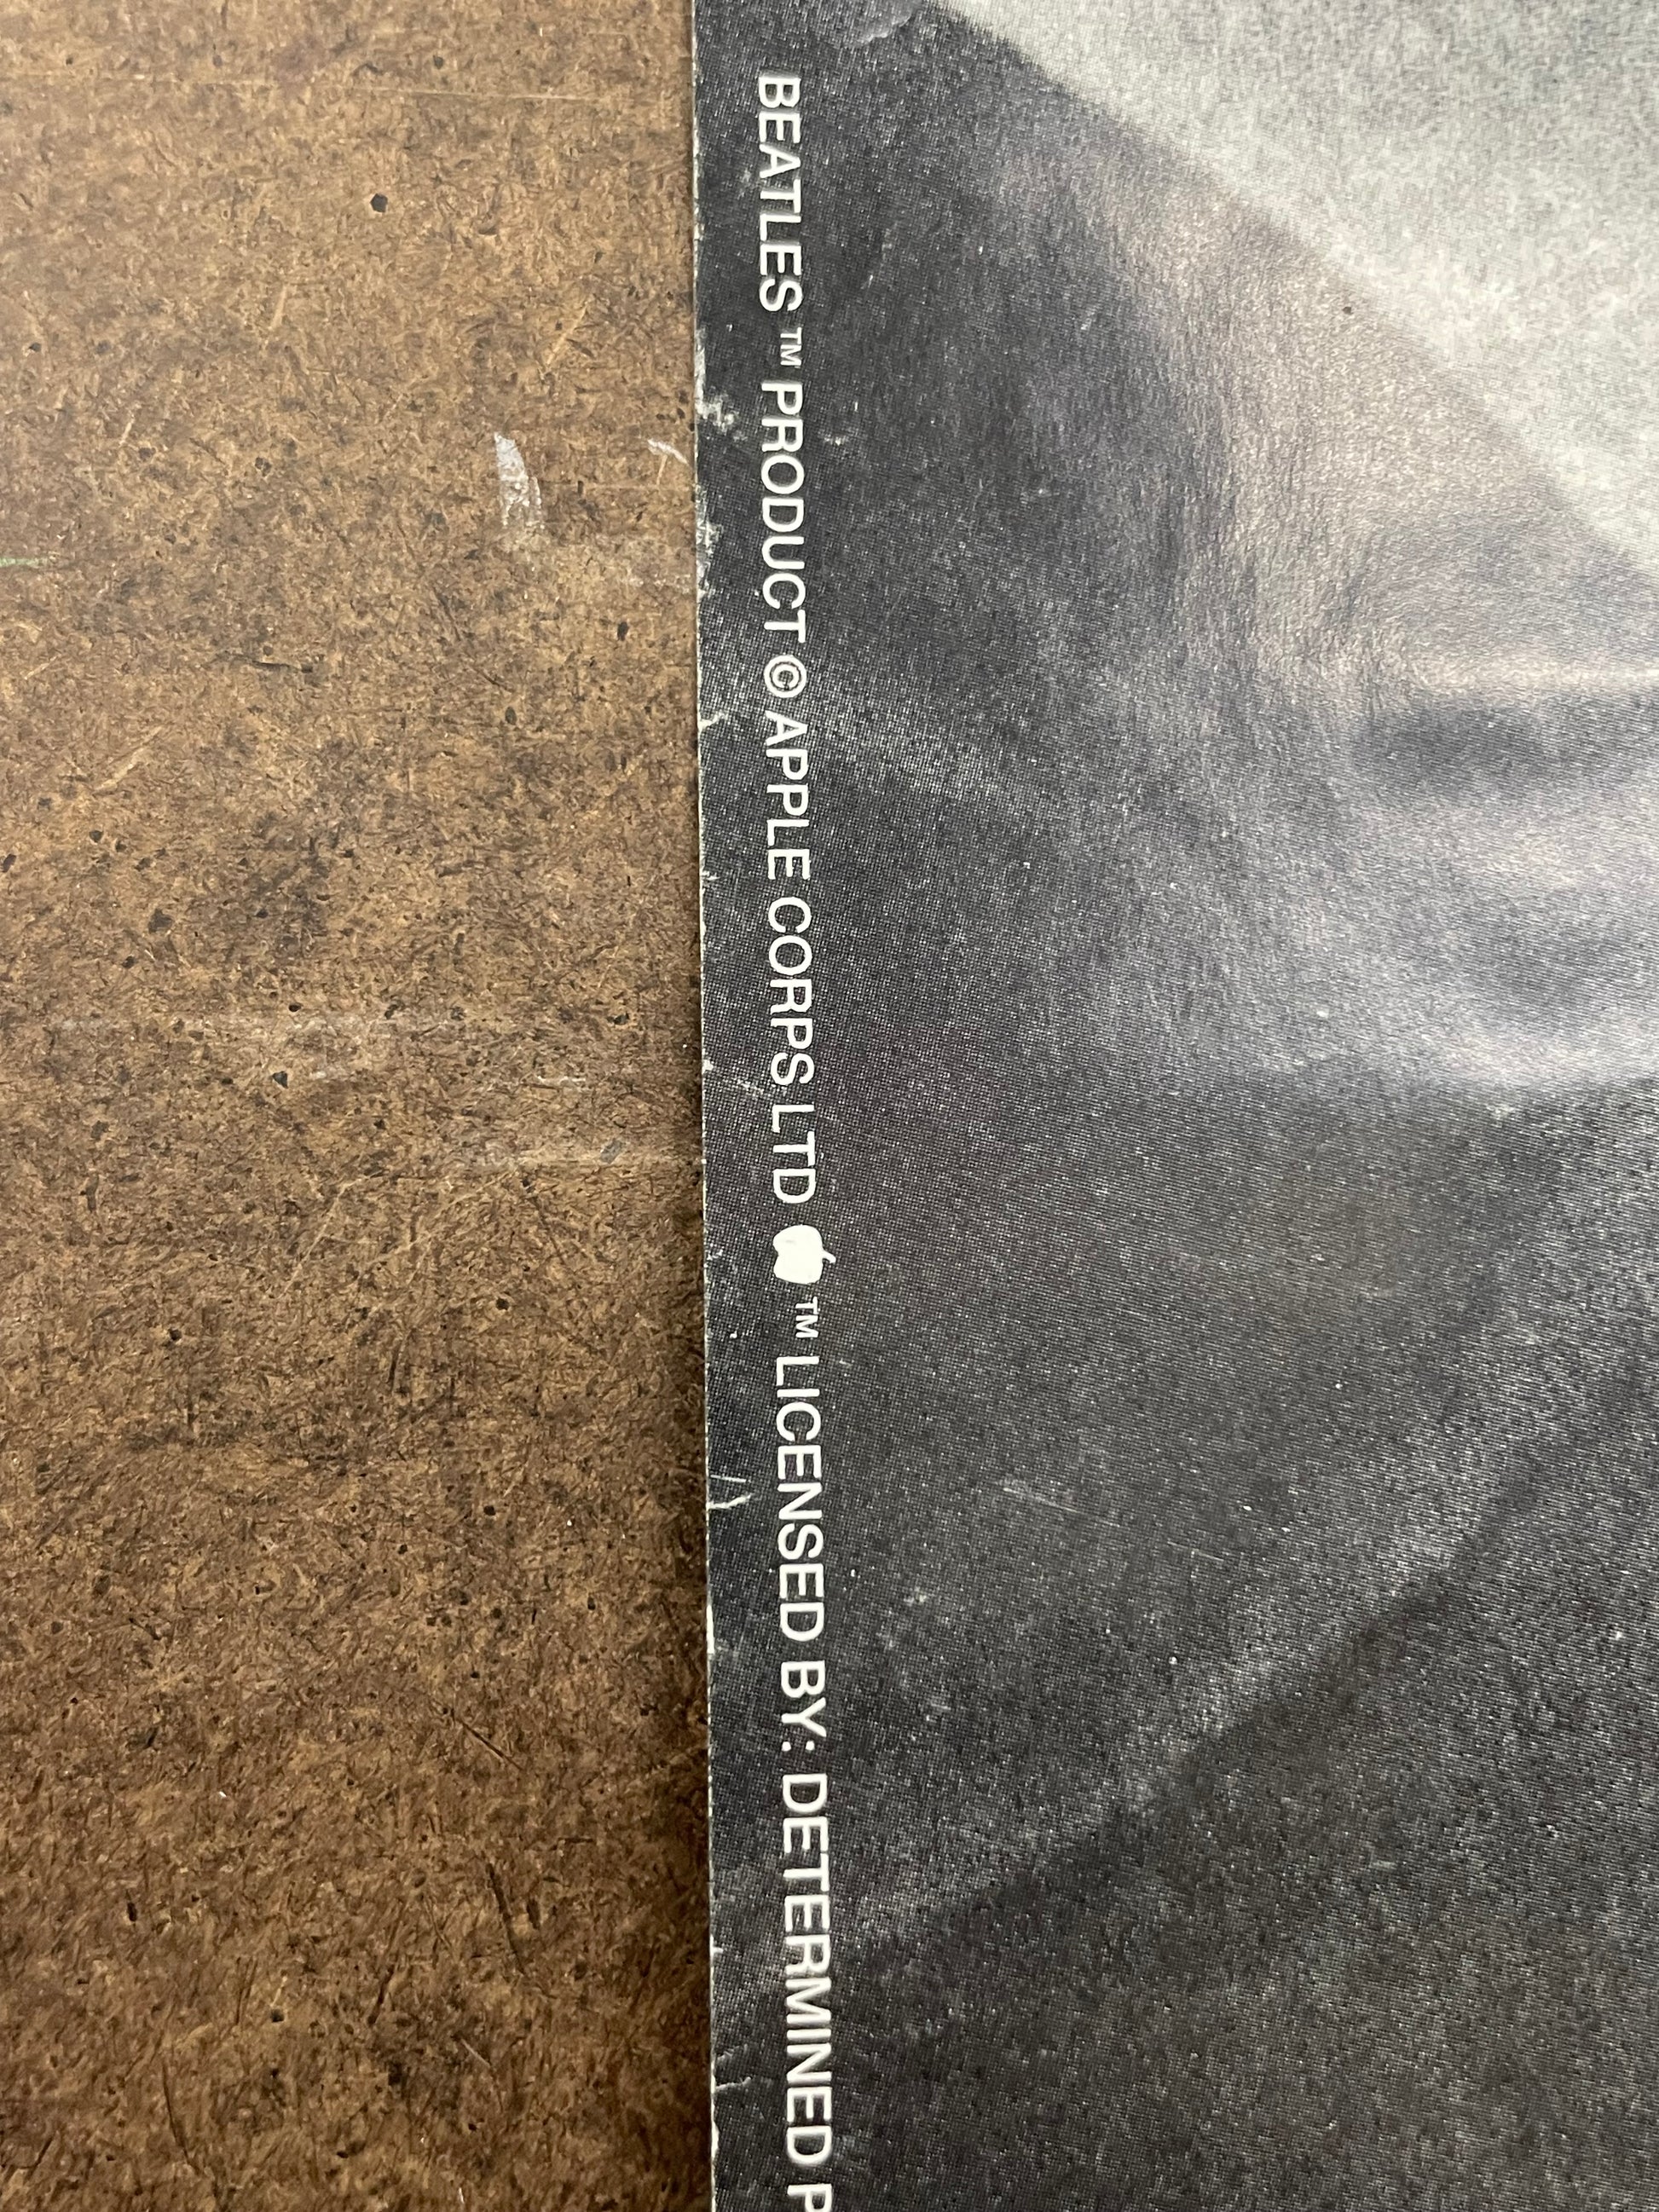 BEATLES ™ PRODUCT © APPLE CORPS LTD ™ LICENSED BY: DETERMINED P